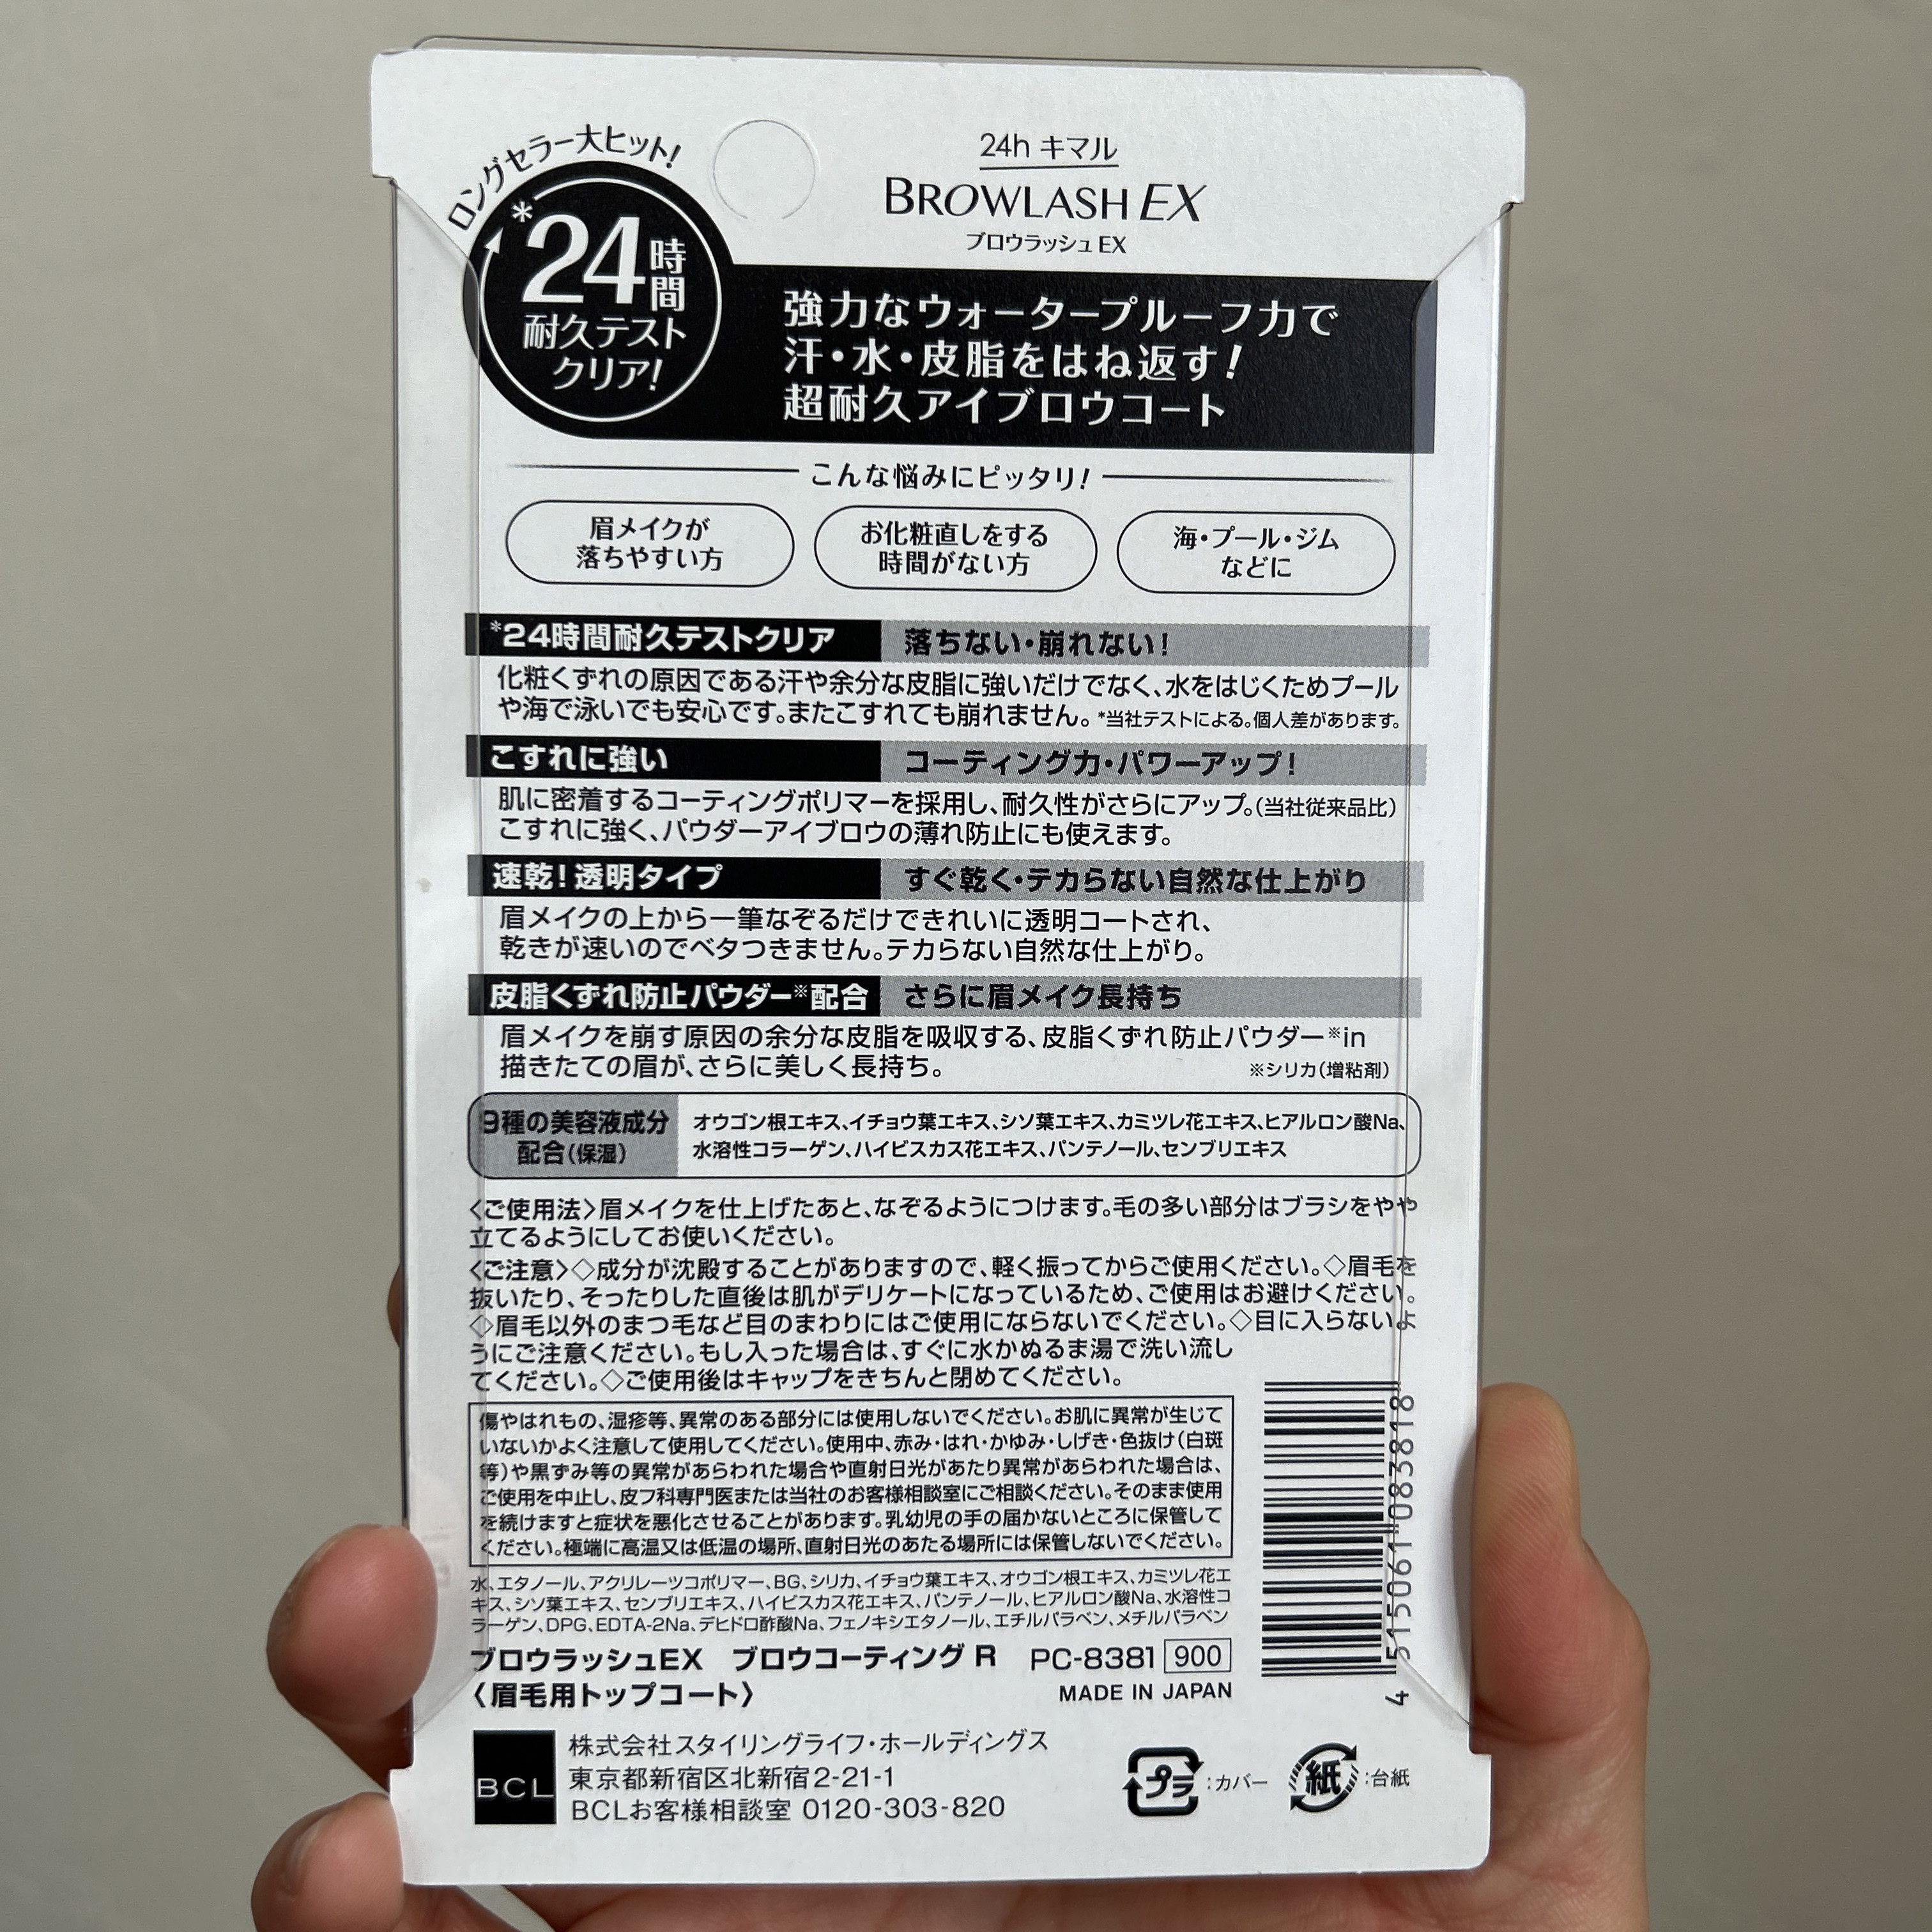 ロングセラー大ヒット!
*24時間
耐久テスト
クリア!
24h キマル
BROWLASH EX
ブロウラッシュEX
強力なウォータープルーフ力で
汗・水・皮脂をはね返す!
超耐久アイブロウコート
こんな悩みにピッタリ!
眉メイクが
落ちやすい方
お化粧直しをする
時間がない方
海・プール・ジム
などに
*24時間耐久テストクリア 落ちない・崩れない!
化粧くずれの原因である汗や余分な皮脂に強いだけでなく、水をはじくためプール
や海で泳いでも安心です。またこすれても崩れません。*当社テストによる。個人差があります。
こすれに強い コーティング力・パワーアップ!
肌に密着するコーティングポリマーを採用し、耐久性がさらにアップ。(当社従来品比)
こすれに強く、パウダーアイブロウの薄れ防止にも使えます。
速乾!透明タイプ すぐ乾く・テカらない自然な仕上がり
眉メイクの上から一筆なぞるだけできれいに透明コートされ、
乾きが速いのでベタつきません。テカらない自然な仕上がり。
皮脂くずれ防止パウダー※配合 さらに眉メイク長持ち
眉メイクを崩す原因の余分な皮脂を吸収する、皮脂くずれ防止パウダー※in
描きたての眉が、さらに美しく長持ち。 ※シリカ(増粘剤)
9種の美容液成分
配合(保湿)
オウゴン根エキス、イチョウ葉エキス、シソ葉エキス、カミツレ花エキス、ヒアルロン酸Na、
水溶性コラーゲン、ハイビスカス花エキス、パンテノール、センブリエキス
〈ご使用法〉眉メイクを仕上げたあと、なぞるようにつけます。毛の多い部分はブラシをやや
立てるようにしてお使いください。
〈ご注意〉◇成分が沈殿することがありますので、軽く振ってからご使用ください。◇眉毛を
抜いたり、そったりした直後は肌がデリケートになっているため、ご使用はお避けください。
◇眉毛以外のまつ毛など目のまわりにはご使用にならないでください。◇目に入らないよ
うにご注意ください。もし入った場合は、すぐに水かぬるま湯で洗い流し
てください。◇ご使用後はキャップをきちんと閉めてください。
傷やはれもの、湿疹等、異常のある部分には使用しないでください。お肌に異常が生じて
いないかよく注意して使用してください。使用中、赤み・はれ・かゆみ・しげき・色抜け(白斑
等)や黒ずみ等の異常があらわれた場合や直射日光があたり異常があらわれた場合は、
ご使用を中止し、皮フ科専門医または当社のお客様相談室にご相談ください。そのまま使用
を続けますと症状を悪化させることがあります。乳幼児の手の届かないところに保管して
ください。極端に高温又は低温の場所、直射日光のあたる場所には保管しないでください。
水、エタノール、アクリレーツコポリマー、BG、シリカ、イチョウ葉エキス、オウゴン根エキス、カミツレ花エ
キス、シソ葉エキス、センブリエキス、ハイビスカス花エキス、パンテノール、ヒアルロン酸Na、水溶性コ
ラーゲン、DPG、EDTA-2Na、デヒドロ酢酸Na、フェノキシエタノール、エチルパラベン、メチルパラベン
ブロウラッシュEX ブロウコーティング R PC-8381 900
〈眉毛用トップコート〉 MADE IN JAPAN
4 515061 083818
BCL
株式会社スタイリングライフ・ホールディングス
東京都新宿区北新宿2-21-1
BCLお客様相談室 0120-303-820
プラ :カバー
紙 :台紙